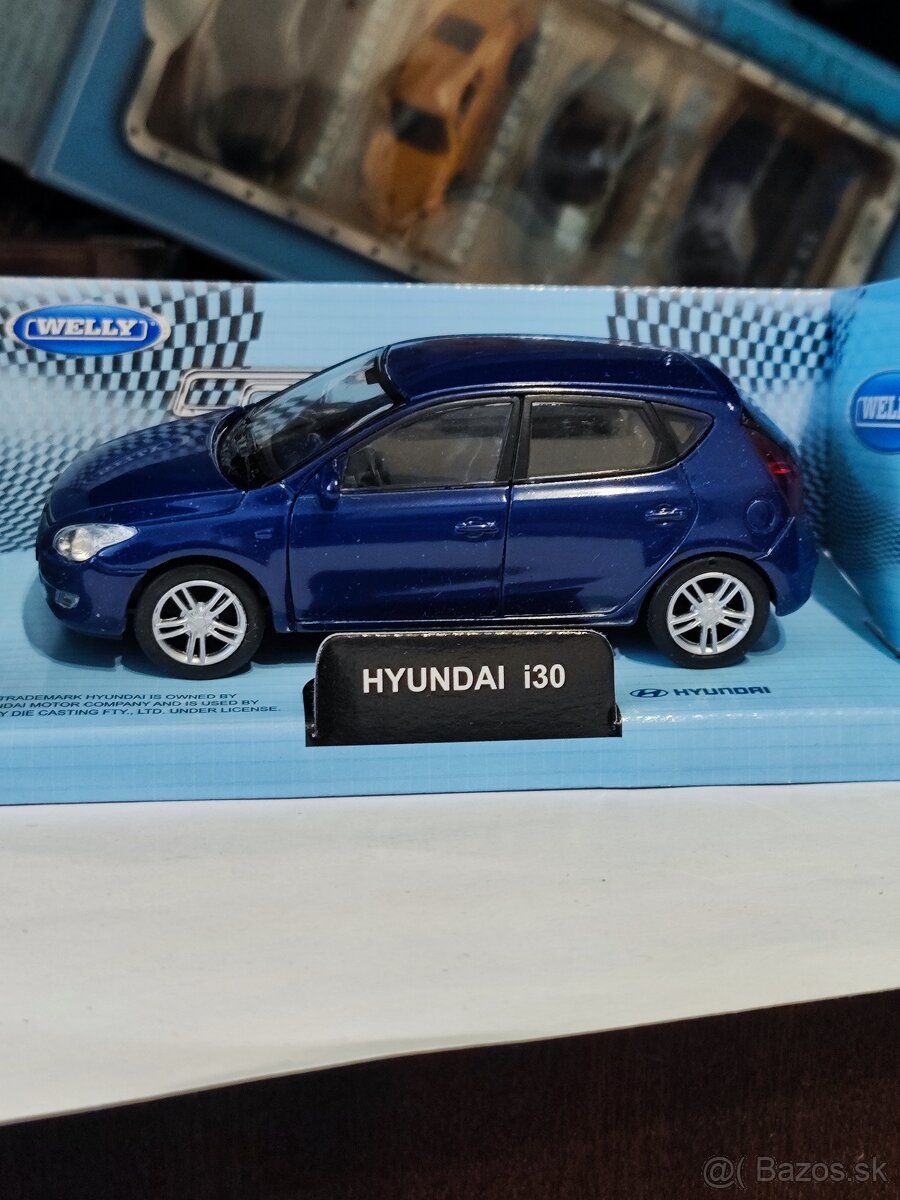 WELLY
WELL
HYUNDAI i30
TRADEMARK HYUNDAI IS OWNED BY
DAI MOTOR COMPANY AND IS USED BY
Y DIE CASTING FTY., LTD. UNDER LICENSE.
HYUNDAI
@( Bazos.sk